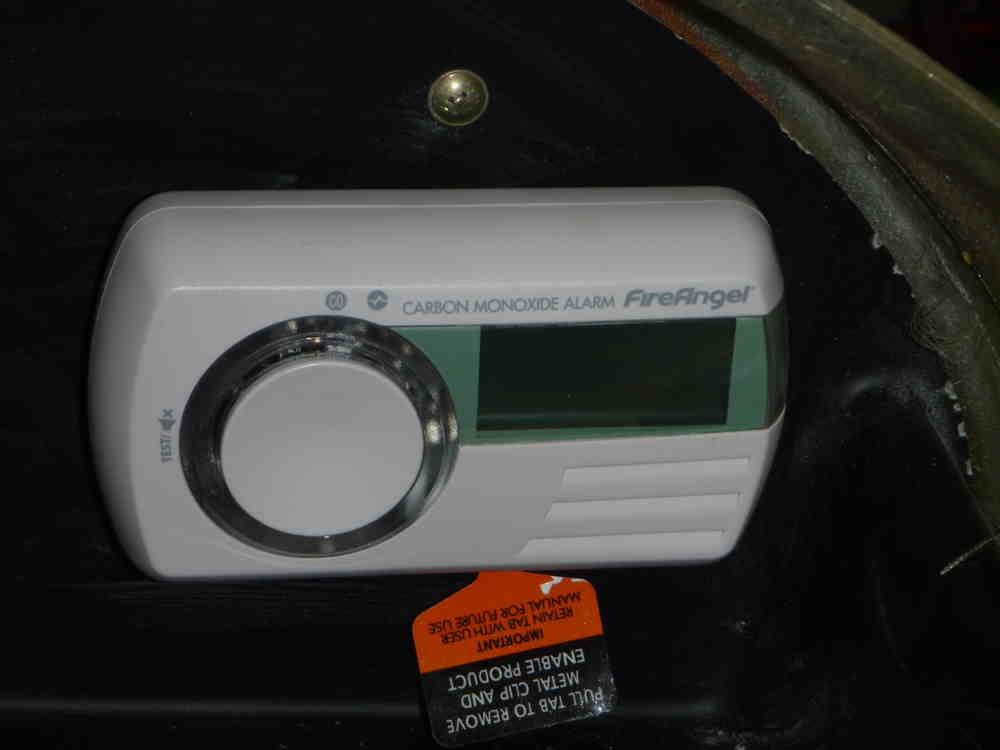 CO
CARBON MONOXIDE ALARM FireAngel
TEST/
PULL TAB TO REMOVE
METAL CLIP AND
ENABLE PRODUCT
IMPORTANT
RETAIN TAB WITH USER
MANUAL FOR FUTURE USE